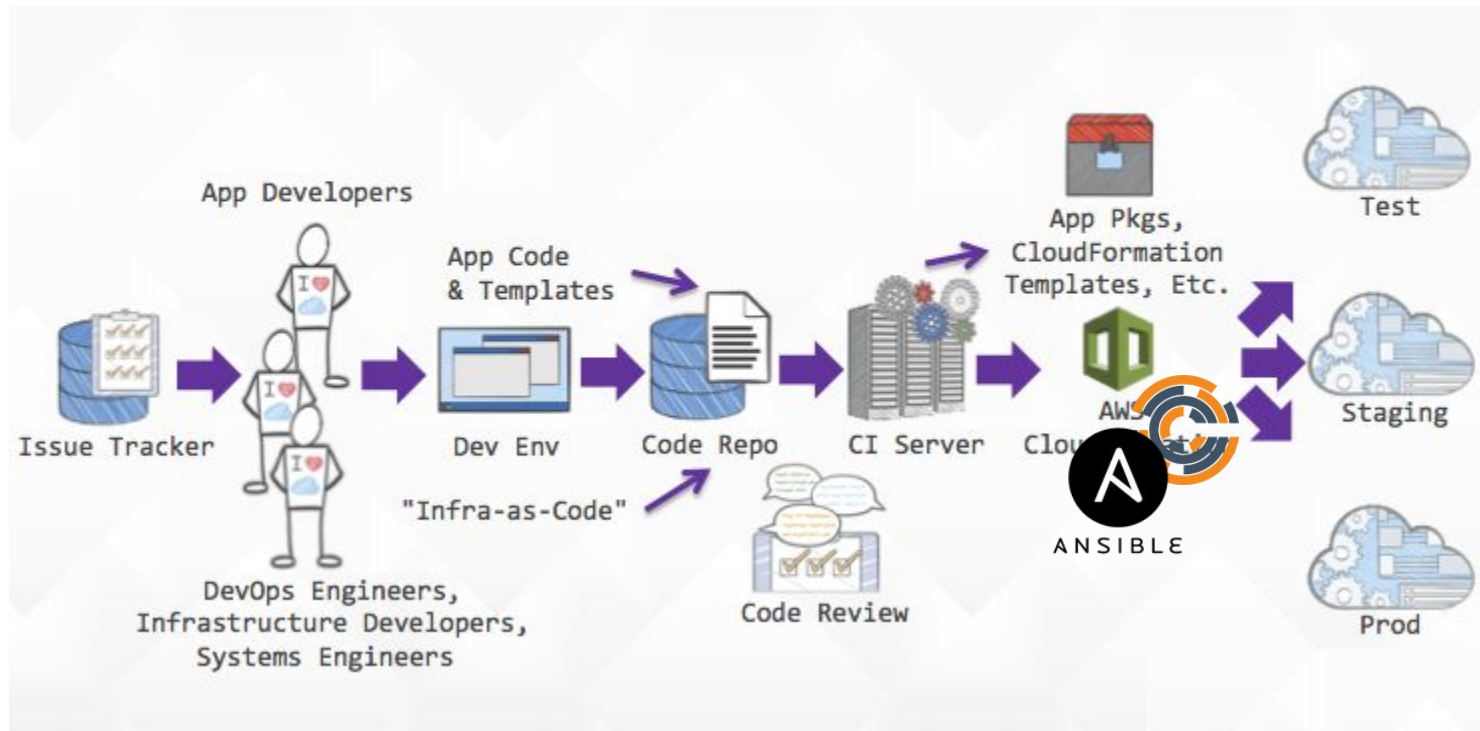 App Developers
App Code
& Templates
App Pkgs,
CloudFormation
Templates, Etc.
Test
I
I
I
Issue Tracker
Dev Env
Code Repo
CI Server
AWS
Staging
"Infra-as-Code"
ANSIBLE
Code Review
DevOps Engineers,
Infrastructure Developers,
Systems Engineers
Prod